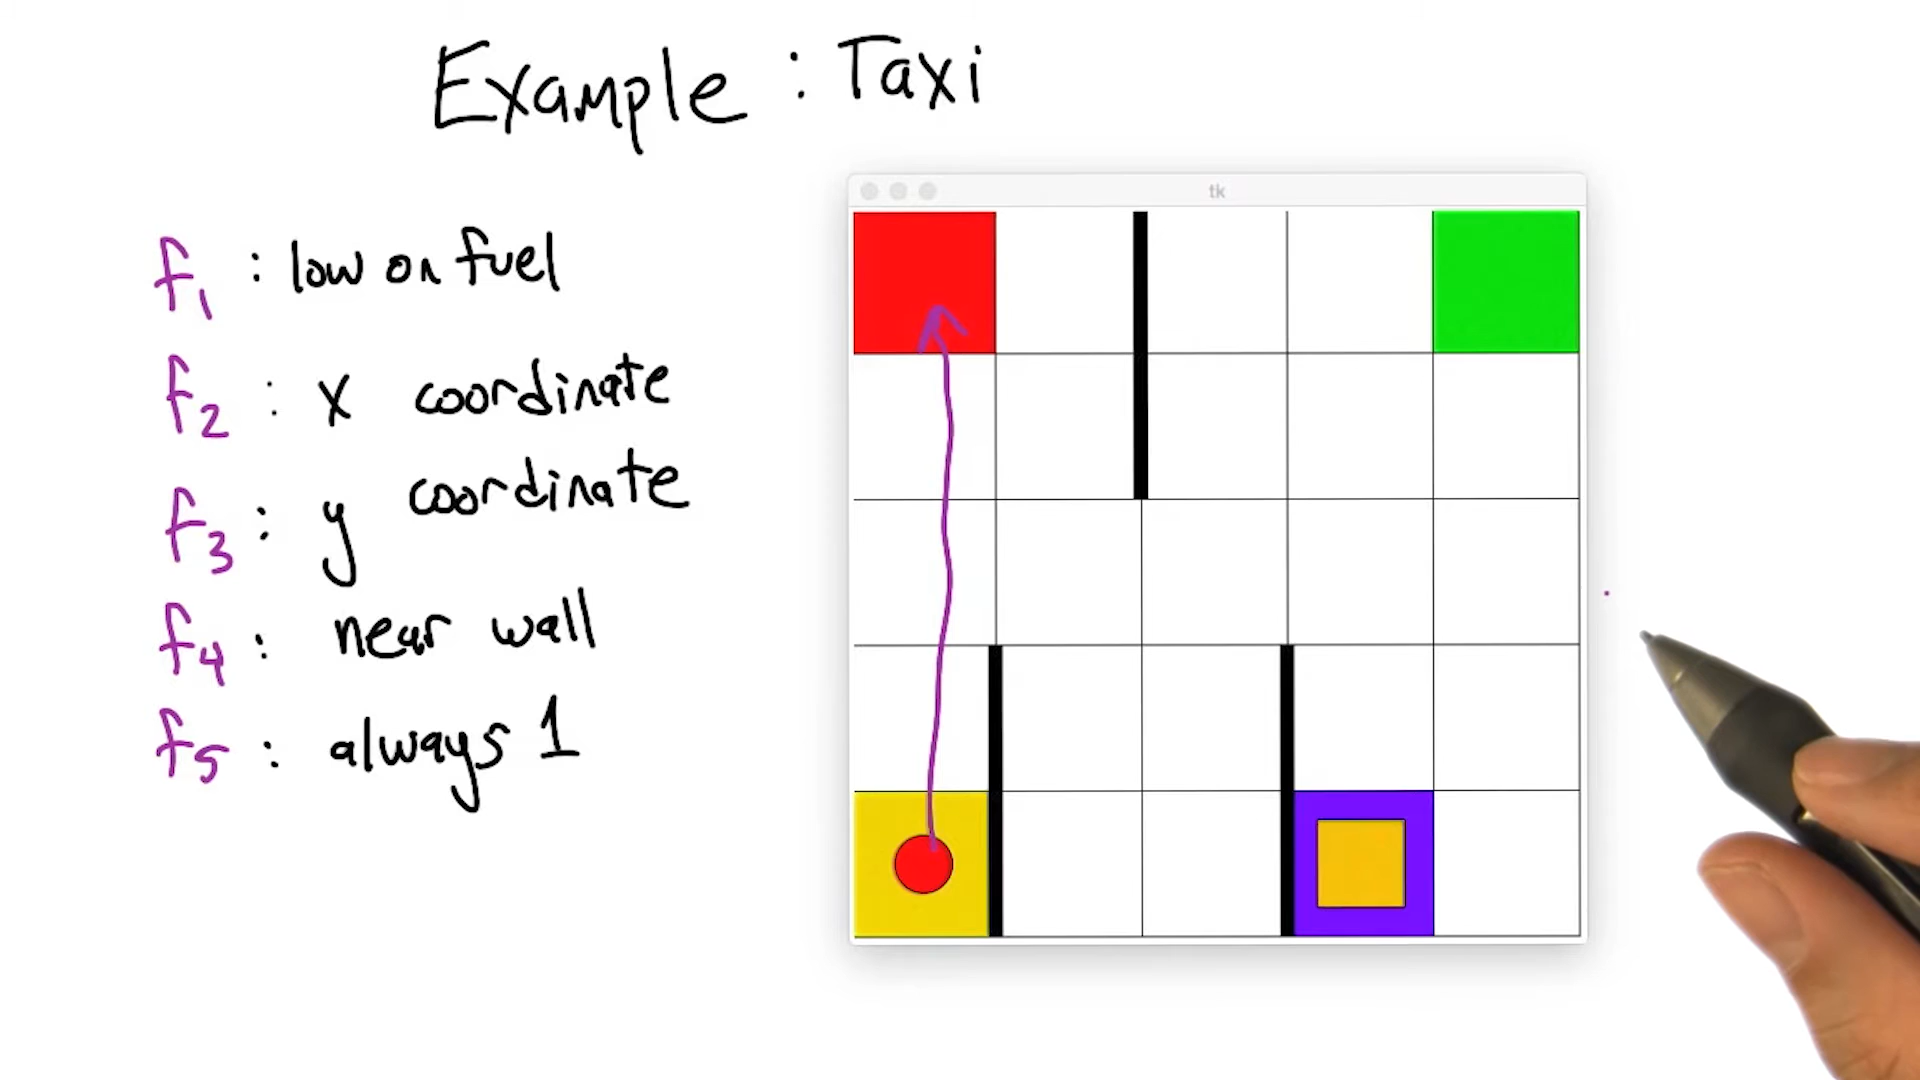 Example : Taxi
tk
f1 : low on fuel
f2 : x coordinate
f3 : y coordinate
f4 : near wall
f5 : always 1